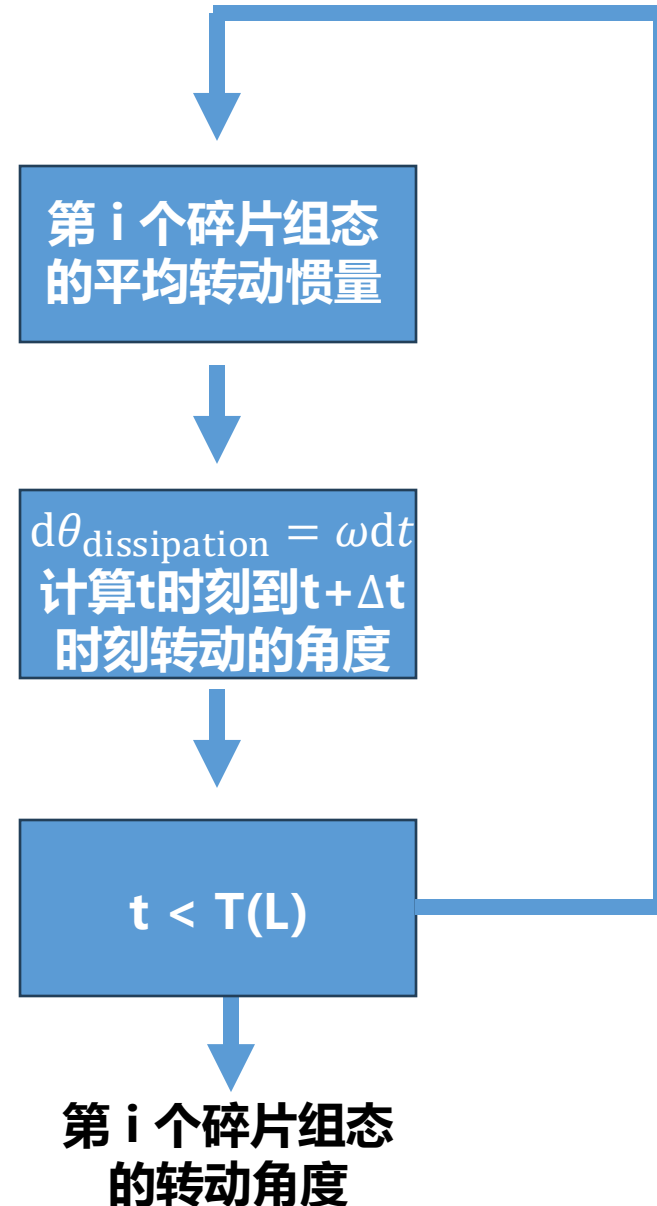 第 i 个碎片组态
的平均转动惯量
dθ_dissipation = ωdt
计算t时刻到t+Δt
时刻转动的角度
t < T(L)
第 i 个碎片组态
的转动角度